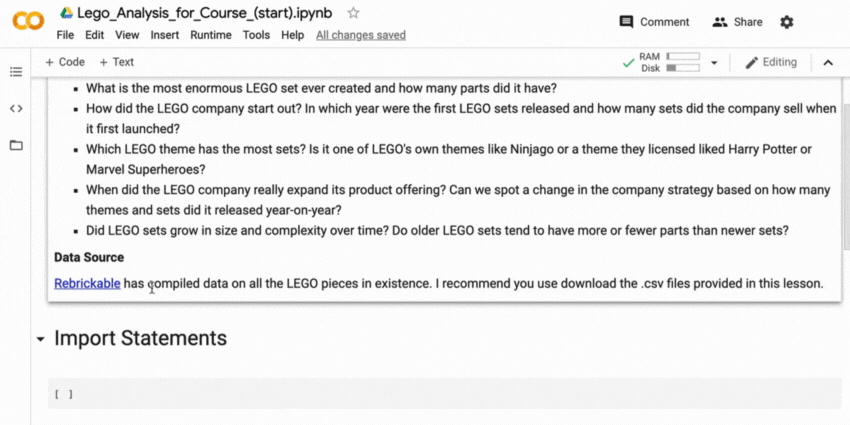 Lego_Analysis_for_Course_(start).ipynb
Comment
Share
File Edit View Insert Runtime Tools Help All changes saved
+ Code + Text
RAM
Disk
Editing
What is the most enormous LEGO set ever created and how many parts did it have?
How did the LEGO company start out? In which year were the first LEGO sets released and how many sets did the company sell when
it first launched?
Which LEGO theme has the most sets? Is it one of LEGO's own themes like Ninjago or a theme they licensed liked Harry Potter or
Marvel Superheroes?
When did the LEGO company really expand its product offering? Can we spot a change in the company strategy based on how many
themes and sets did it released year-on-year?
Did LEGO sets grow in size and complexity over time? Do older LEGO sets tend to have more or fewer parts than newer sets?
Data Source
Rebrickable has compiled data on all the LEGO pieces in existence. I recommend you use download the .csv files provided in this lesson.
Import Statements
[ ]